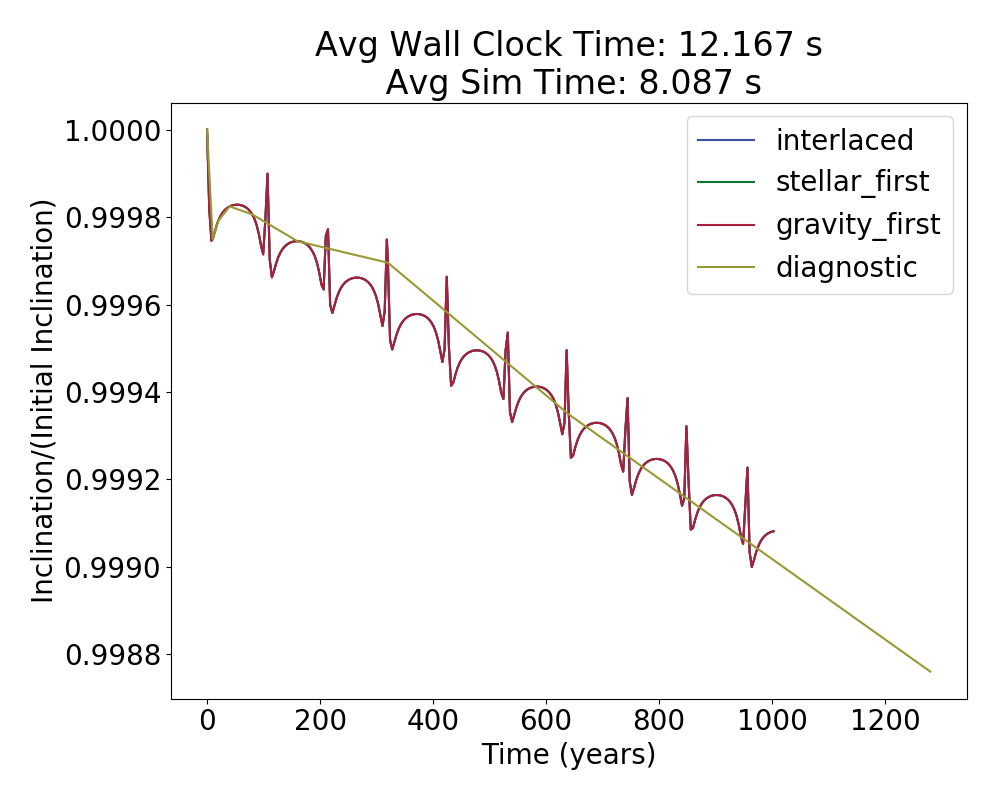 Avg Wall Clock Time: 12.167 s
Avg Sim Time: 8.087 s
interlaced
stellar_first
gravity_first
diagnostic
Inclination/(Initial Inclination)
1.0000
0.9998
0.9996
0.9994
0.9992
0.9990
0.9988
0 200 400 600 800 1000 1200
Time (years)